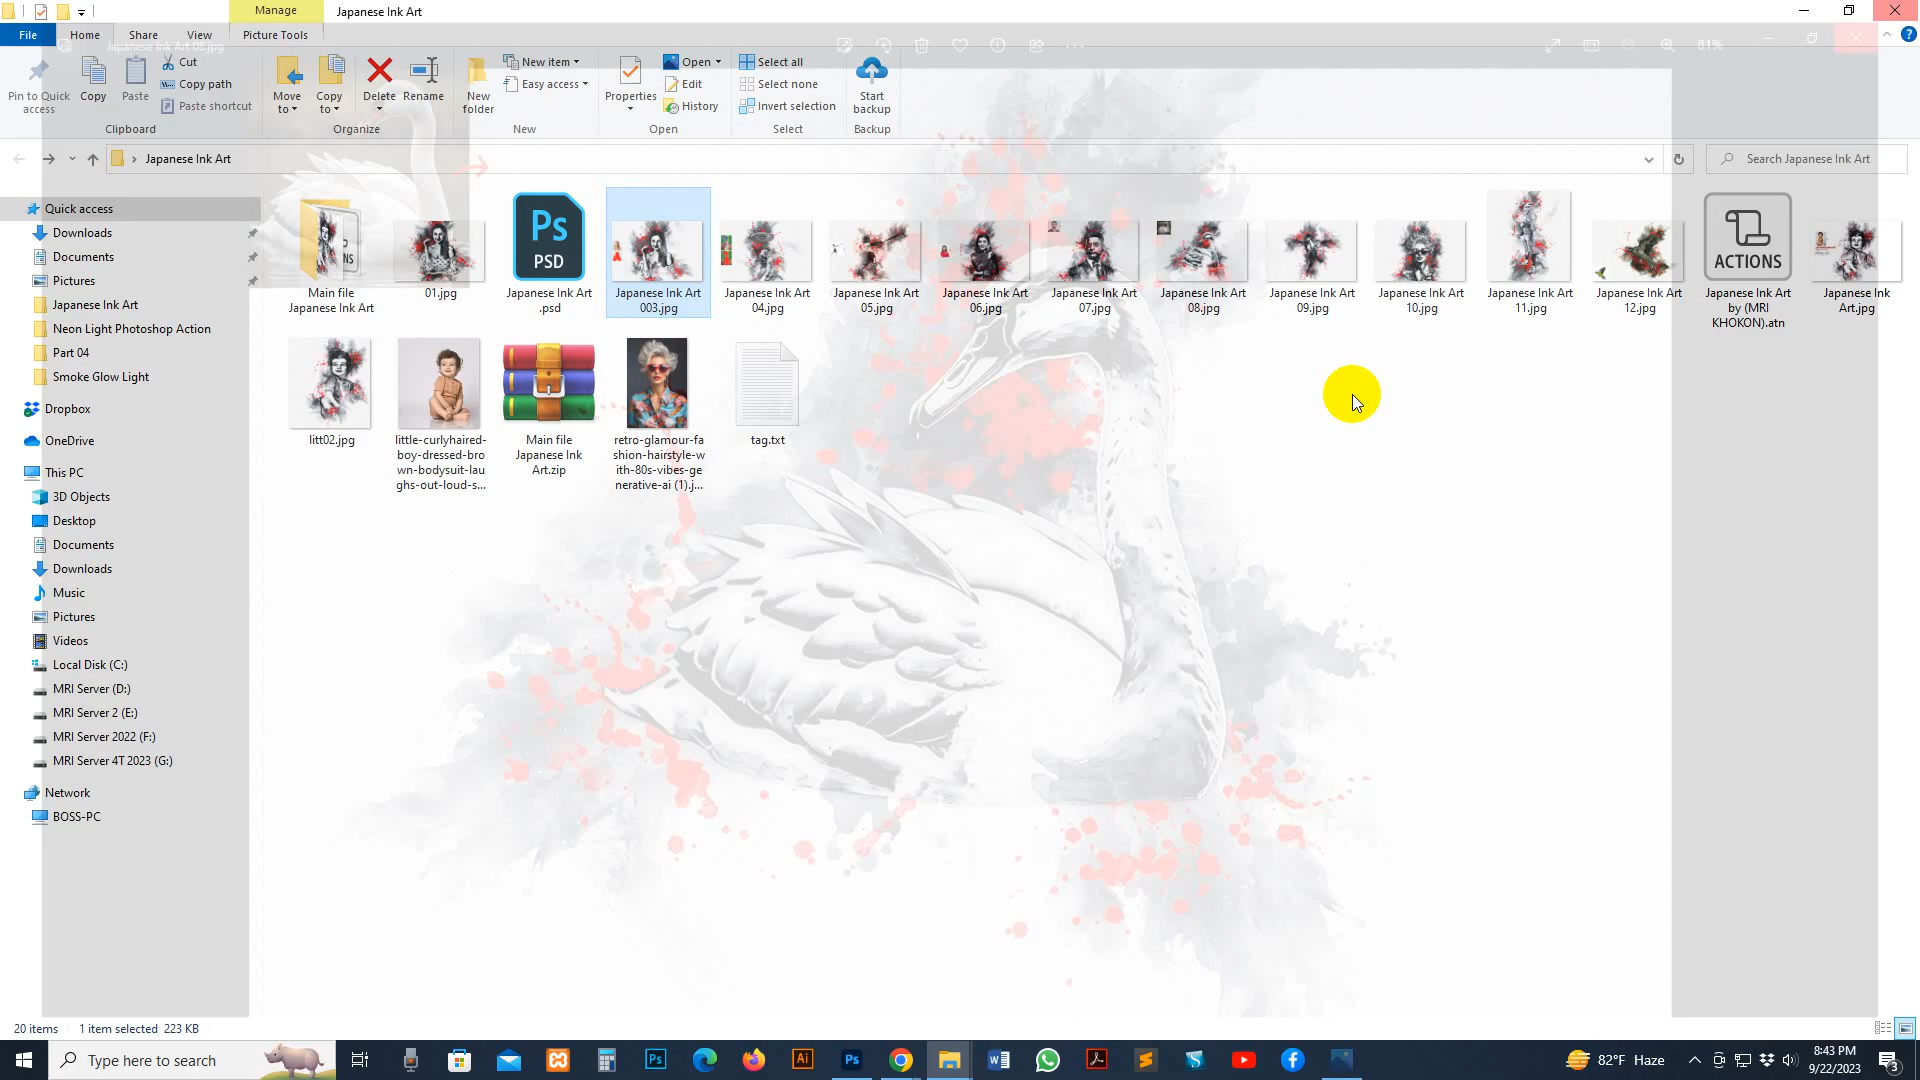 Manage
Japanese Ink Art
File
Home
Share
View
Picture Tools
Japanese Ink Art 08.jpg
81%
Pin to Quick
access
Copy
Paste
Cut
Copy path
Paste shortcut
Clipboard
Move
to
Copy
to
Delete
Rename
Organize
New
folder
New item
Easy access
New
Properties
Open
Edit
History
Open
Select all
Select none
Invert selection
Select
Start
backup
Backup
Japanese Ink Art
Search Japanese Ink Art
Quick access
Downloads
Documents
Pictures
Japanese Ink Art
Neon Light Photoshop Action
Part 04
Smoke Glow Light
Dropbox
OneDrive
This PC
3D Objects
Desktop
Documents
Downloads
Music
Pictures
Videos
Local Disk (C:)
MRI Server (D:)
MRI Server 2 (E:)
MRI Server 2022 (F:)
MRI Server 4T 2023 (G:)
Network
BOSS-PC
Main file
Japanese Ink Art
01.jpg
Ps
PSD
Japanese Ink Art
.psd
Japanese Ink Art
003.jpg
Japanese Ink Art
04.jpg
Japanese Ink Art
05.jpg
Japanese Ink Art
06.jpg
Japanese Ink Art
07.jpg
Japanese Ink Art
08.jpg
Japanese Ink Art
09.jpg
Japanese Ink Art
10.jpg
Japanese Ink Art
11.jpg
Japanese Ink Art
12.jpg
ACTIONS
Japanese Ink Art
by (MRI
KHOKON).atn
Japanese Ink
Art.jpg
litt02.jpg
little-curlyhaired-
boy-dressed-bro
wn-bodysuit-lau
ghs-out-loud-s...
Main file
Japanese Ink
Art.zip
retro-glamour-fa
shion-hairstyle-w
ith-80s-vibes-ge
nerative-ai (1).j...
tag.txt
20 items
1 item selected 223 KB
Type here to search
Ps
Ai
Ps
82°F Haze
8:43 PM
9/22/2023
3